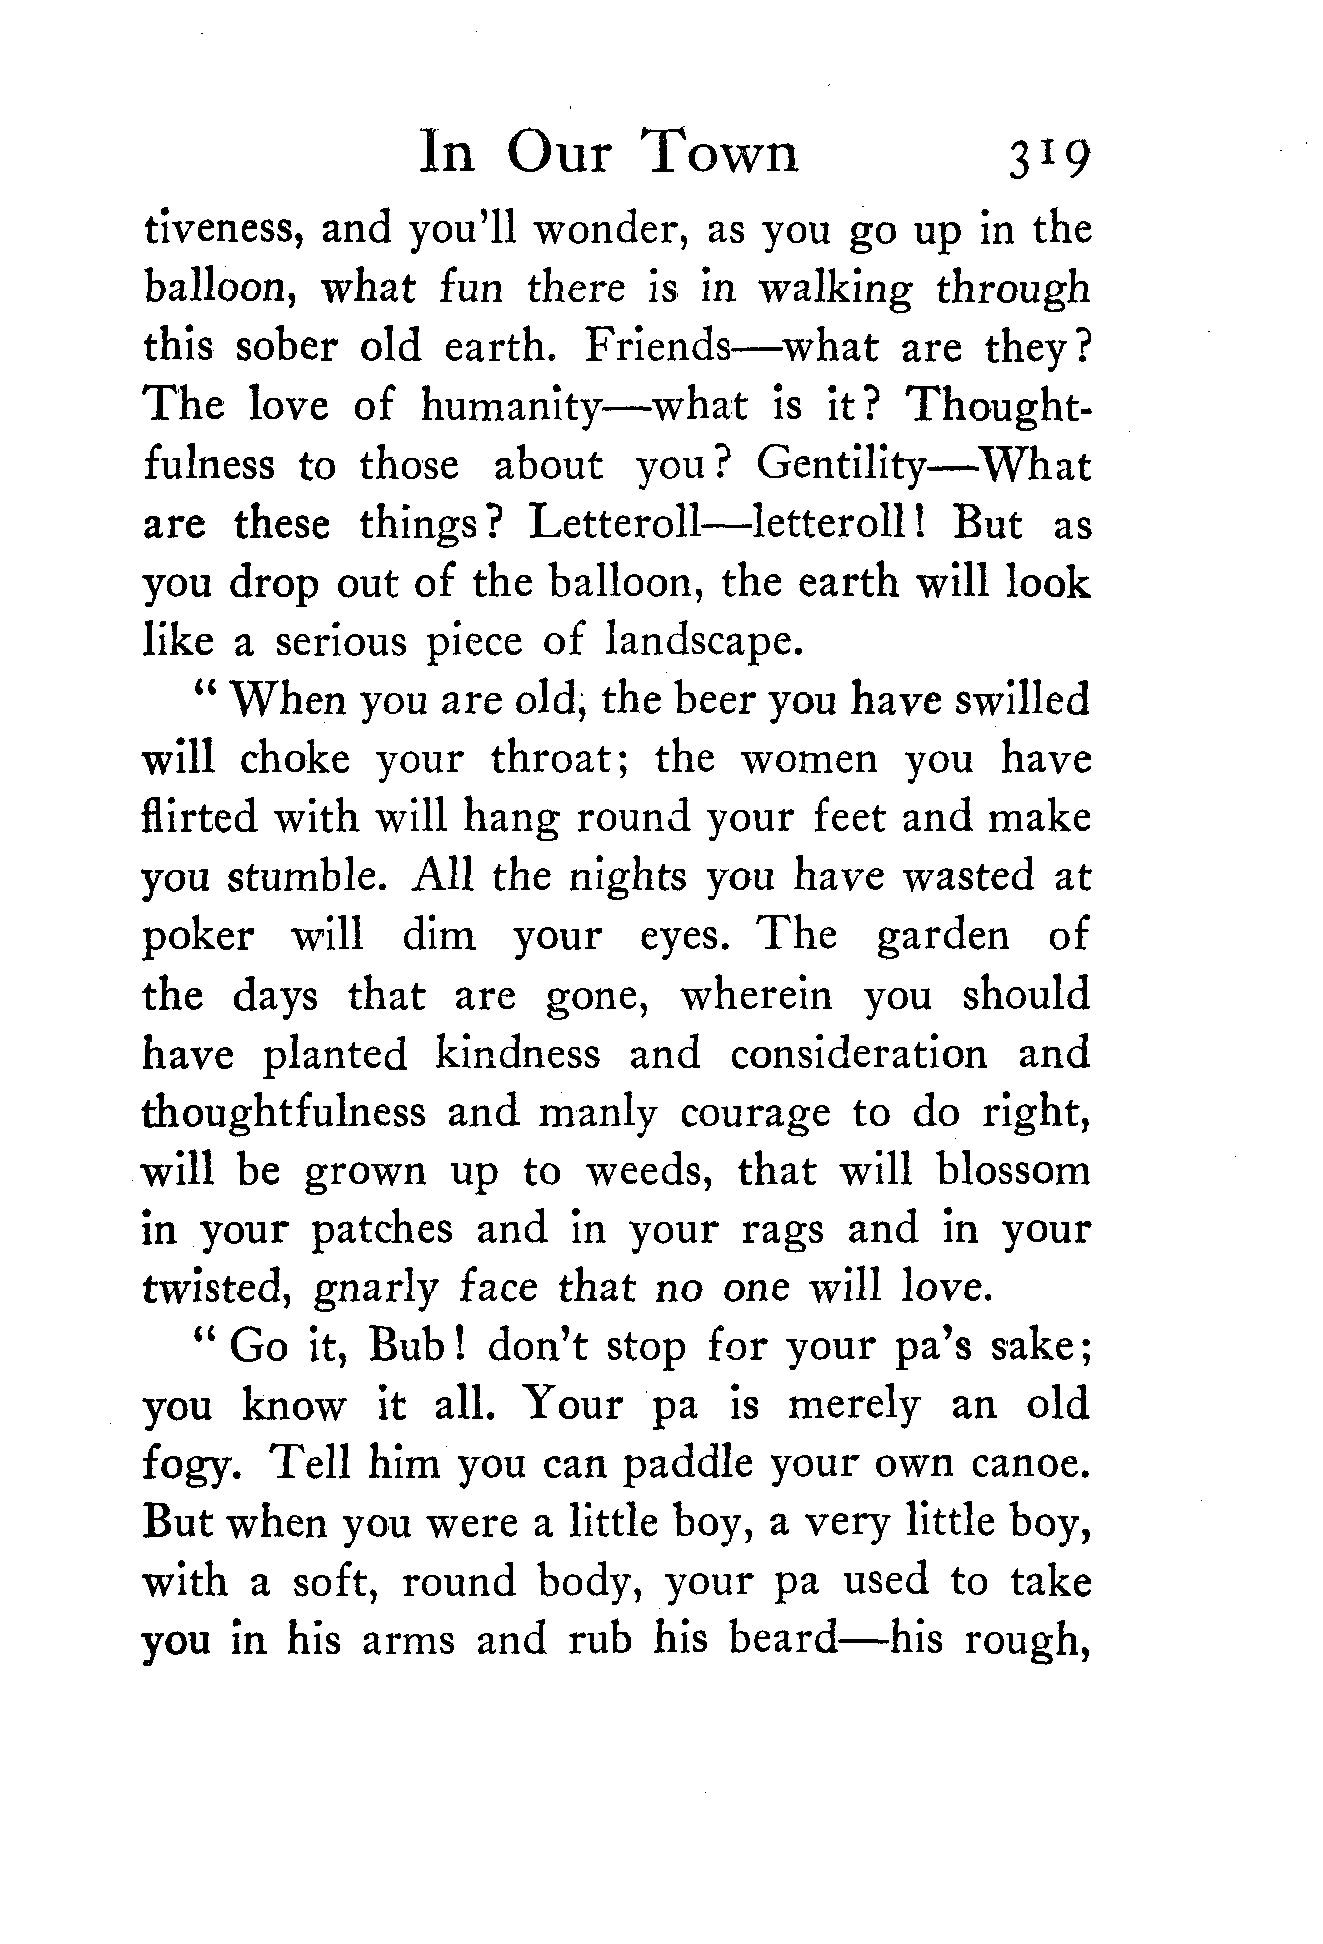 In Our Town 319
tiveness, and you'll wonder, as you go up in the
balloon, what fun there is in walking through
this sober old earth. Friends—what are they?
The love of humanity—what is it? Thought-
fulness to those about you? Gentility—What
are these things? Letteroll—letteroll! But as
you drop out of the balloon, the earth will look
like a serious piece of landscape.
“When you are old, the beer you have swilled
will choke your throat; the women you have
flirted with will hang round your feet and make
you stumble. All the nights you have wasted at
poker will dim your eyes. The garden of
the days that are gone, wherein you should
have planted kindness and consideration and
thoughtfulness and manly courage to do right,
will be grown up to weeds, that will blossom
in your patches and in your rags and in your
twisted, gnarly face that no one will love.
“Go it, Bub! don't stop for your pa's sake;
you know it all. Your pa is merely an old
fogy. Tell him you can paddle your own canoe.
But when you were a little boy, a very little boy,
with a soft, round body, your pa used to take
you in his arms and rub his beard—his rough,